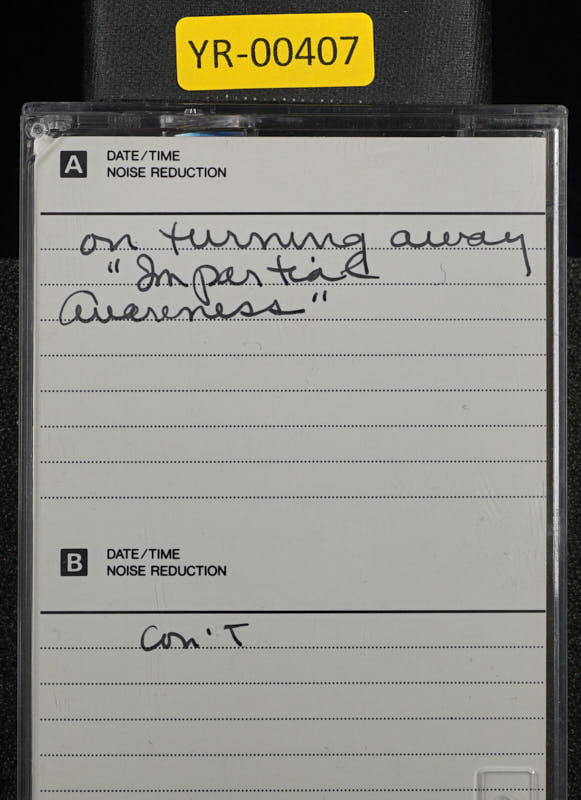 YR-00407
A DATE/TIME
NOISE REDUCTION
on turning away
"Impartial
Awareness"
B DATE/TIME
NOISE REDUCTION
Con'T